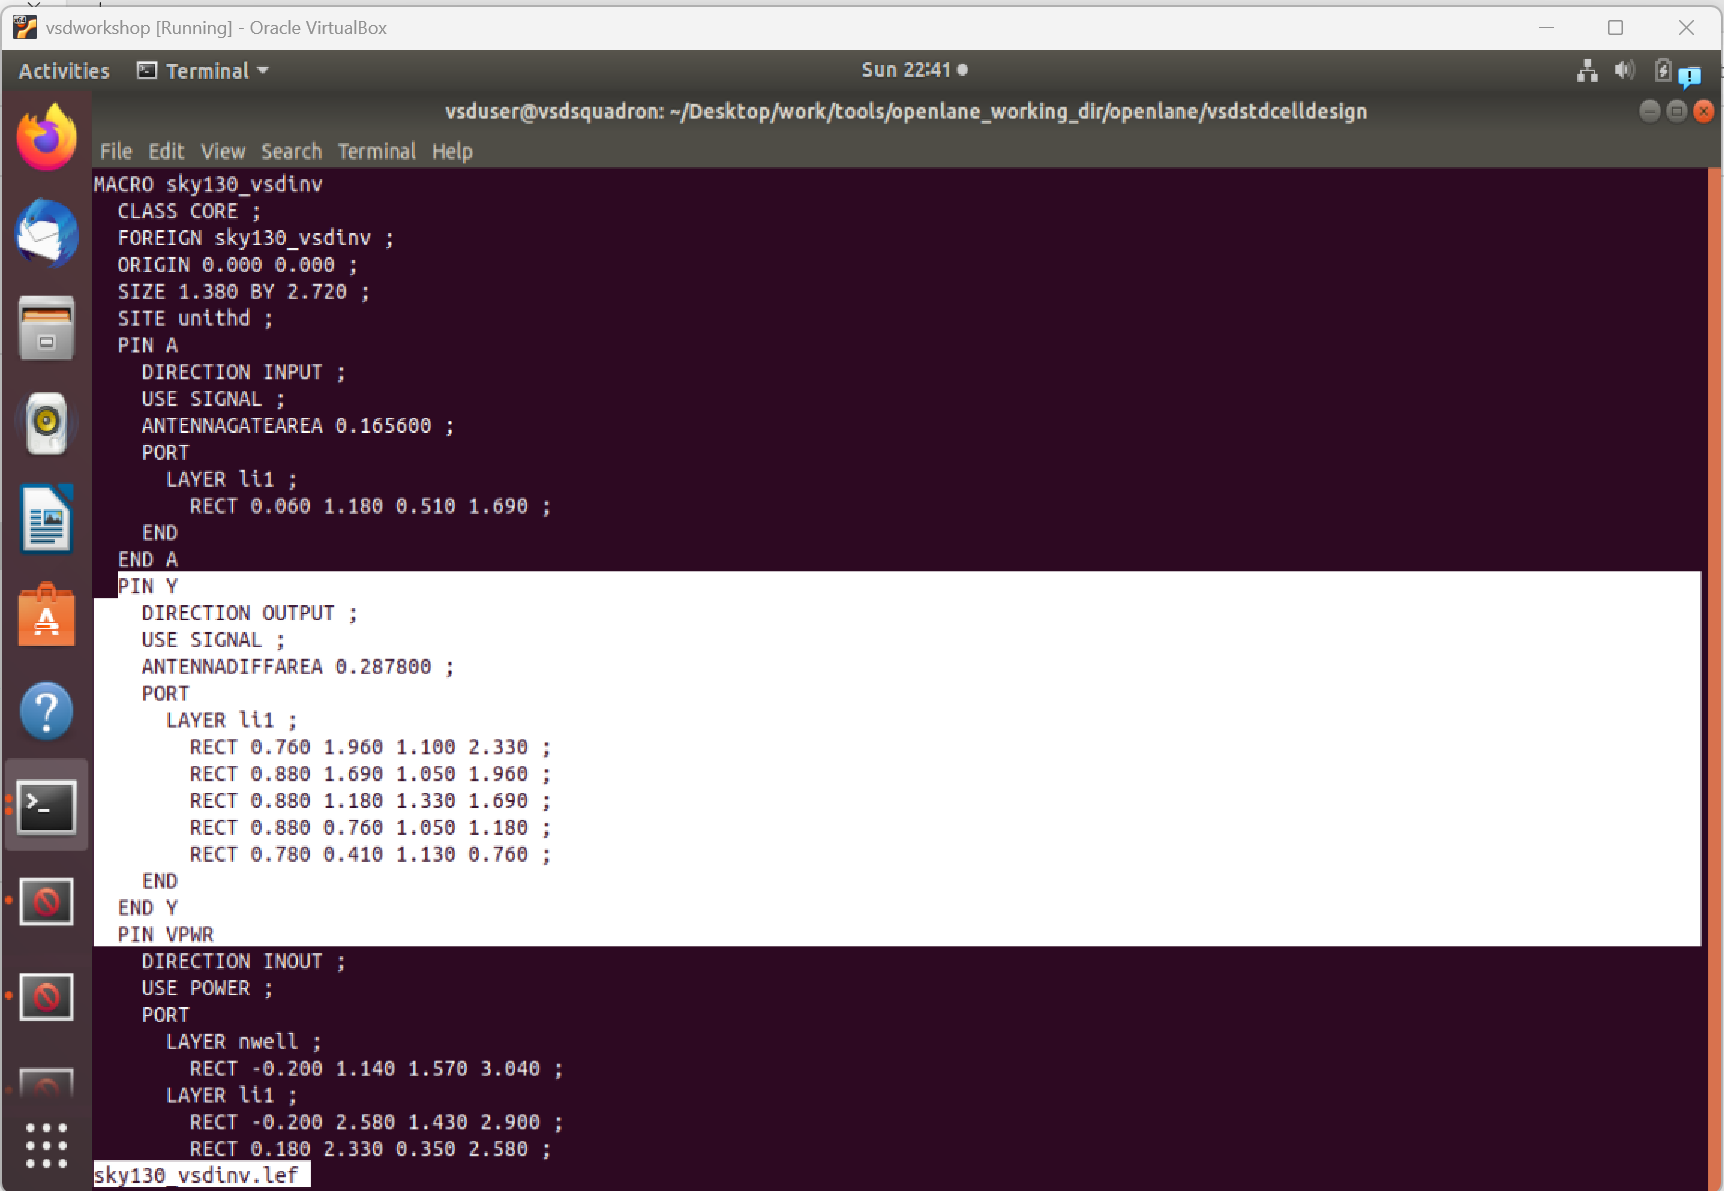 vsdworkshop [Running] - Oracle VirtualBox
Activities Terminal Sun 22:41
vsduser@vsdsquadron: ~/Desktop/work/tools/openlane_working_dir/openlane/vsdstdcelldesign
File Edit View Search Terminal Help
MACRO sky130_vsdinv
  CLASS CORE ;
  FOREIGN sky130_vsdinv ;
  ORIGIN 0.000 0.000 ;
  SIZE 1.380 BY 2.720 ;
  SITE unithd ;
  PIN A
    DIRECTION INPUT ;
    USE SIGNAL ;
    ANTENNAGATEAREA 0.165600 ;
    PORT
      LAYER li1 ;
        RECT 0.060 1.180 0.510 1.690 ;
    END
  END A
  PIN Y
    DIRECTION OUTPUT ;
    USE SIGNAL ;
    ANTENNADIFFAREA 0.287800 ;
    PORT
      LAYER li1 ;
        RECT 0.760 1.960 1.100 2.330 ;
        RECT 0.880 1.690 1.050 1.960 ;
        RECT 0.880 1.180 1.330 1.690 ;
        RECT 0.880 0.760 1.050 1.180 ;
        RECT 0.780 0.410 1.130 0.760 ;
    END
  END Y
  PIN VPWR
    DIRECTION INOUT ;
    USE POWER ;
    PORT
      LAYER nwell ;
        RECT -0.200 1.140 1.570 3.040 ;
      LAYER li1 ;
        RECT -0.200 2.580 1.430 2.900 ;
        RECT 0.180 2.330 0.350 2.580 ;
sky130_vsdinv.lef